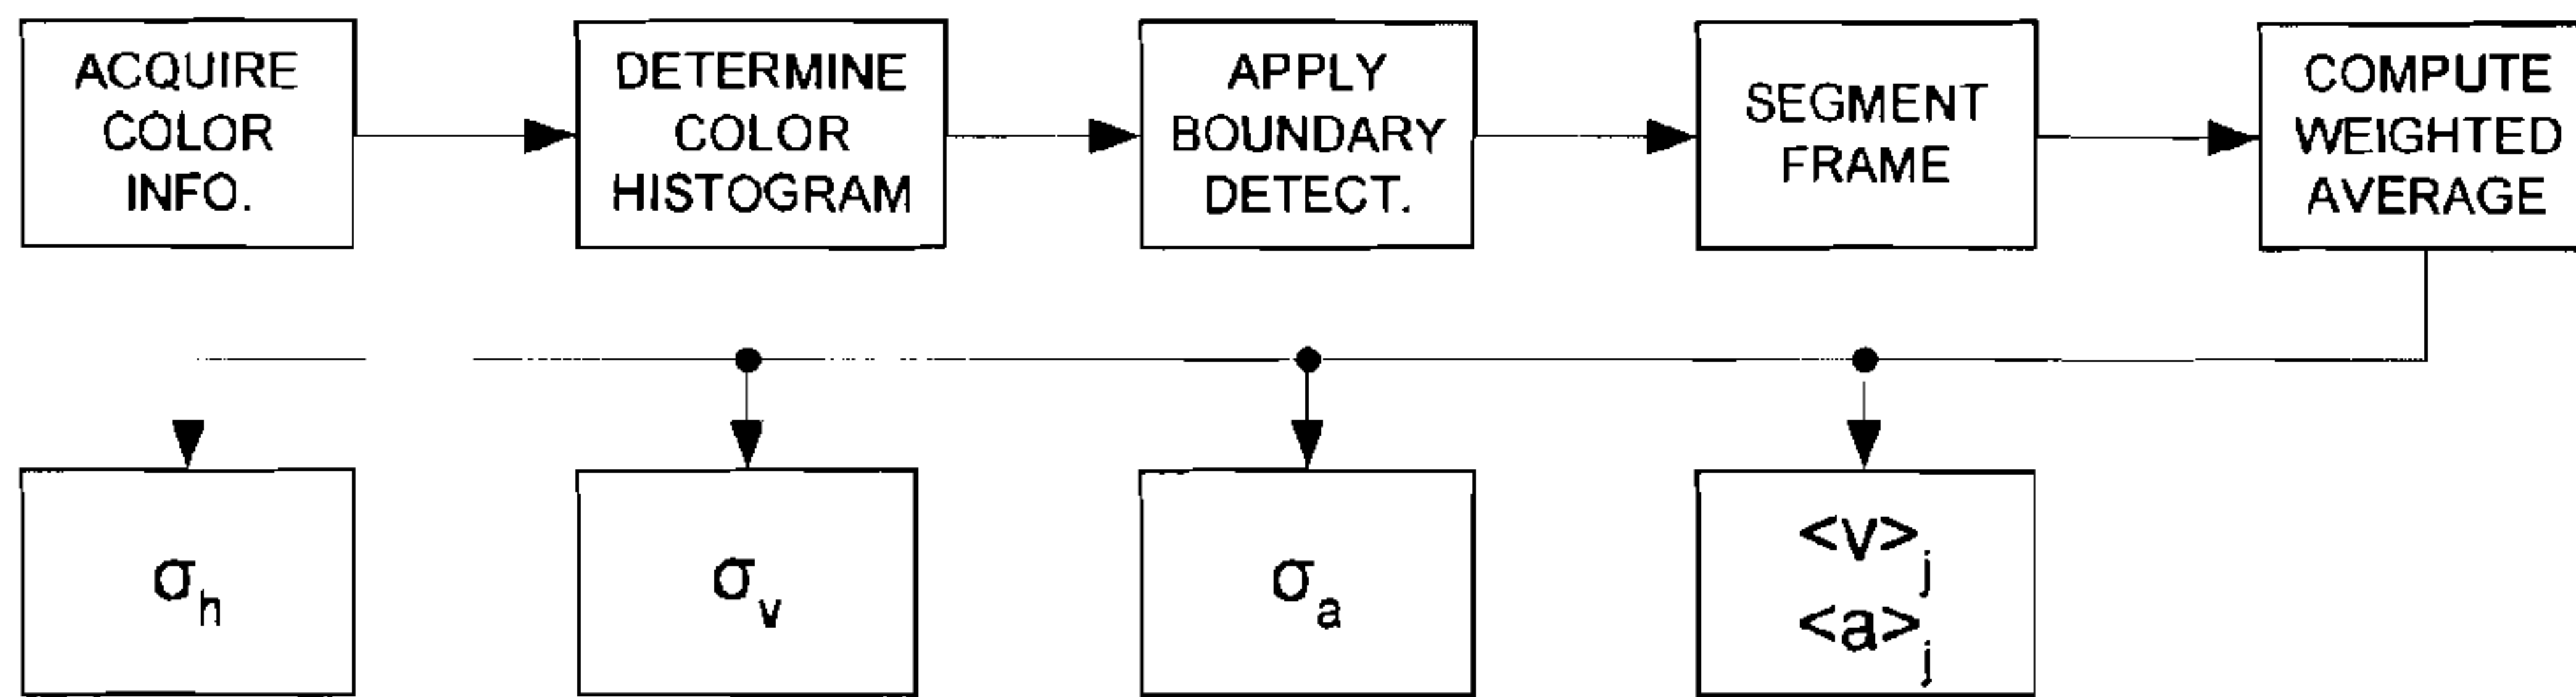 ACQUIRE
COLOR
INFO.
DETERMINE
COLOR
HISTOGRAM
APPLY
BOUNDARY
DETECT.
SEGMENT
FRAME
COMPUTE
WEIGHTED
AVERAGE
σh
σv
σa
<v>j
<a>j